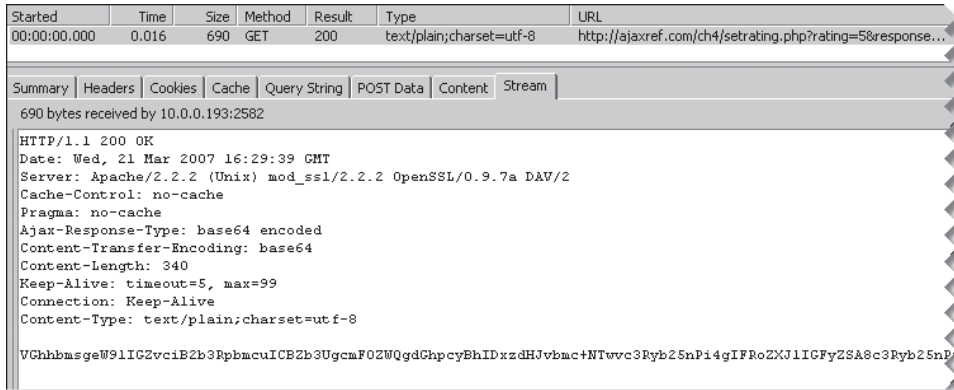 Started Time Size Method Result Type URL
00:00:00.000 0.016 690 GET 200 text/plain;charset=utf-8 http://ajaxref.com/ch4/setrating.php?rating=5&response...
Summary Headers Cookies Cache Query String POST Data Content Stream
690 bytes received by 10.0.0.193:2582
HTTP/1.1 200 OK
Date: Wed, 21 Mar 2007 16:29:39 GMT
Server: Apache/2.2.2 (Unix) mod_ssl/2.2.2 OpenSSL/0.9.7a DAV/2
Cache-Control: no-cache
Pragma: no-cache
Ajax-Response-Type: base64 encoded
Content-Transfer-Encoding: base64
Content-Length: 340
Keep-Alive: timeout=5, max=99
Connection: Keep-Alive
Content-Type: text/plain;charset=utf-8
VGhhbmsgeW91IGZvciB2b3RpbmcuICBZb3UgcmF0ZWQgdGhpcyBhIDxzdHJvbmc+NTwvc3Ryb25nPi4gIFRoZXJlIGFyZSA8c3Ryb25nP